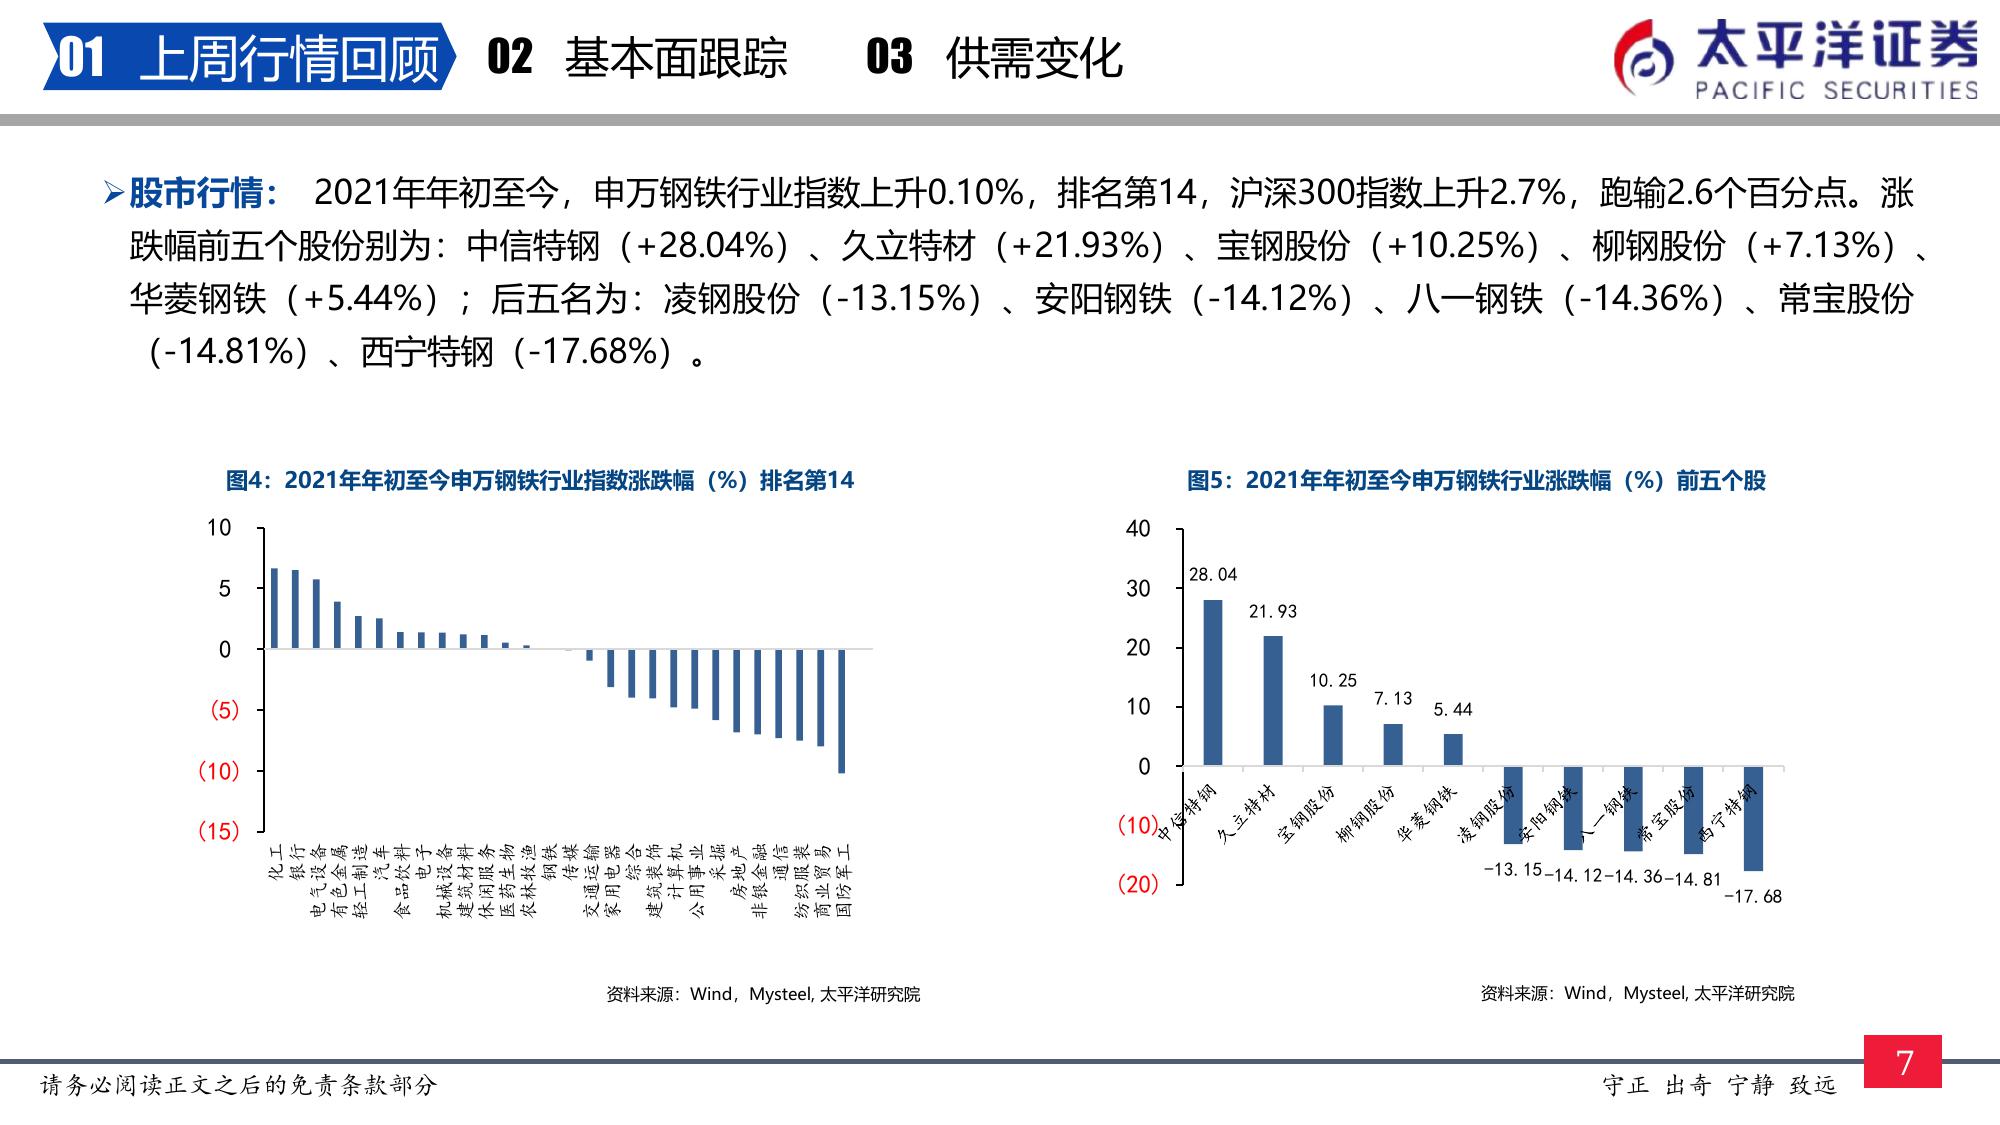 01 上周行情回顾 02 基本面跟踪 03 供需变化
太平洋证券
PACIFIC SECURITIES
股市行情： 2021年年初至今，申万钢铁行业指数上升0.10%，排名第14，沪深300指数上升2.7%，跑输2.6个百分点。涨
跌幅前五个股份别为：中信特钢（+28.04%）、久立特材（+21.93%）、宝钢股份（+10.25%）、柳钢股份（+7.13%）、
华菱钢铁（+5.44%）；后五名为：凌钢股份（-13.15%）、安阳钢铁（-14.12%）、八一钢铁（-14.36%）、常宝股份
（-14.81%）、西宁特钢（-17.68%）。
图4：2021年年初至今申万钢铁行业指数涨跌幅（%）排名第14
10
5
0
(5)
(10)
(15)
化工
银行
电气设备
有色金属
轻工制造
汽车
食品饮料
电子
机械设备
建筑材料
休闲服务
医药生物
农林牧渔
钢铁
传媒
交通运输
家用电器
综合
建筑装饰
计算机
公用事业
采掘
房地产
非银金融
通信
纺织服装
商业贸易
国防军工
资料来源：Wind，Mysteel, 太平洋研究院
图5：2021年年初至今申万钢铁行业涨跌幅（%）前五个股
40
30
20
10
0
(10)
(20)
28.04
21.93
10.25
7.13
5.44
-13.15
-14.12
-14.36
-14.81
-17.68
中信特钢
久立特材
宝钢股份
柳钢股份
华菱钢铁
凌钢股份
安阳钢铁
八一钢铁
常宝股份
西宁特钢
资料来源：Wind，Mysteel, 太平洋研究院
7
请务必阅读正文之后的免责条款部分
守正 出奇 宁静 致远